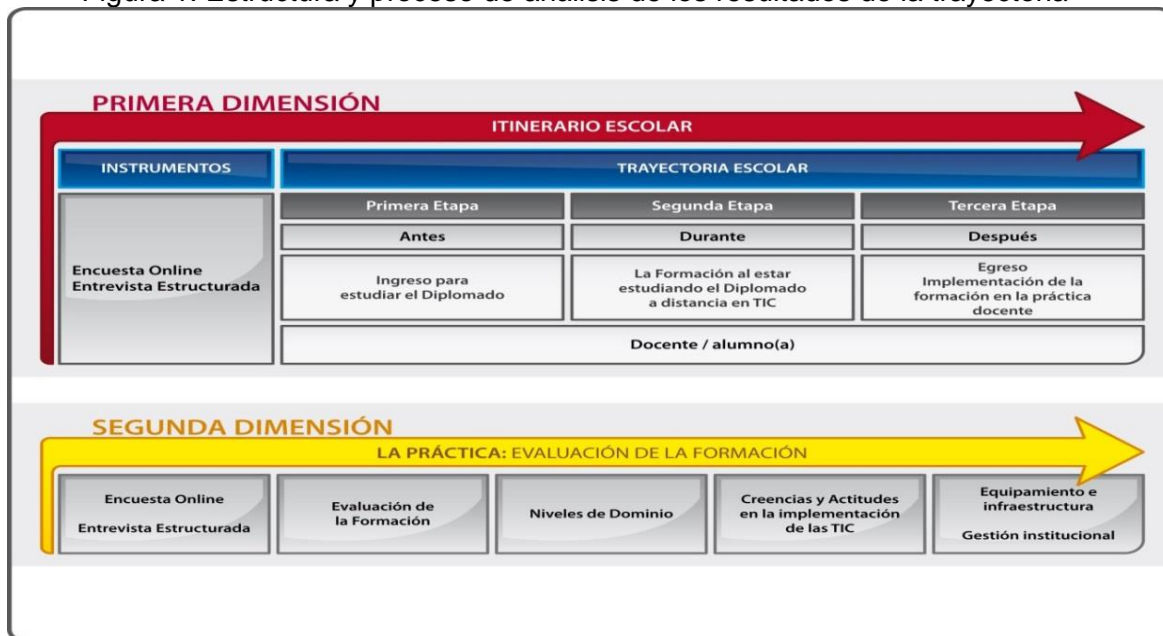 PRIMERA DIMENSIÓN
ITINERARIO ESCOLAR
INSTRUMENTOS
TRAYECTORIA ESCOLAR
Primera Etapa
Segunda Etapa
Tercera Etapa
Antes
Durante
Después
Encuesta Online
Entrevista Estructurada
Ingreso para
estudiar el Diplomado
La Formación al estar
estudiando el Diplomado
a distancia en TIC
Egreso
Implementación de la
formación en la práctica
docente
Docente / alumno(a)
SEGUNDA DIMENSIÓN
LA PRÁCTICA: EVALUACIÓN DE LA FORMACIÓN
Encuesta Online
Entrevista Estructurada
Evaluación de
la Formación
Niveles de Dominio
Creencias y Actitudes
en la implementación
de las TIC
Equipamiento e
infraestructura
Gestión institucional